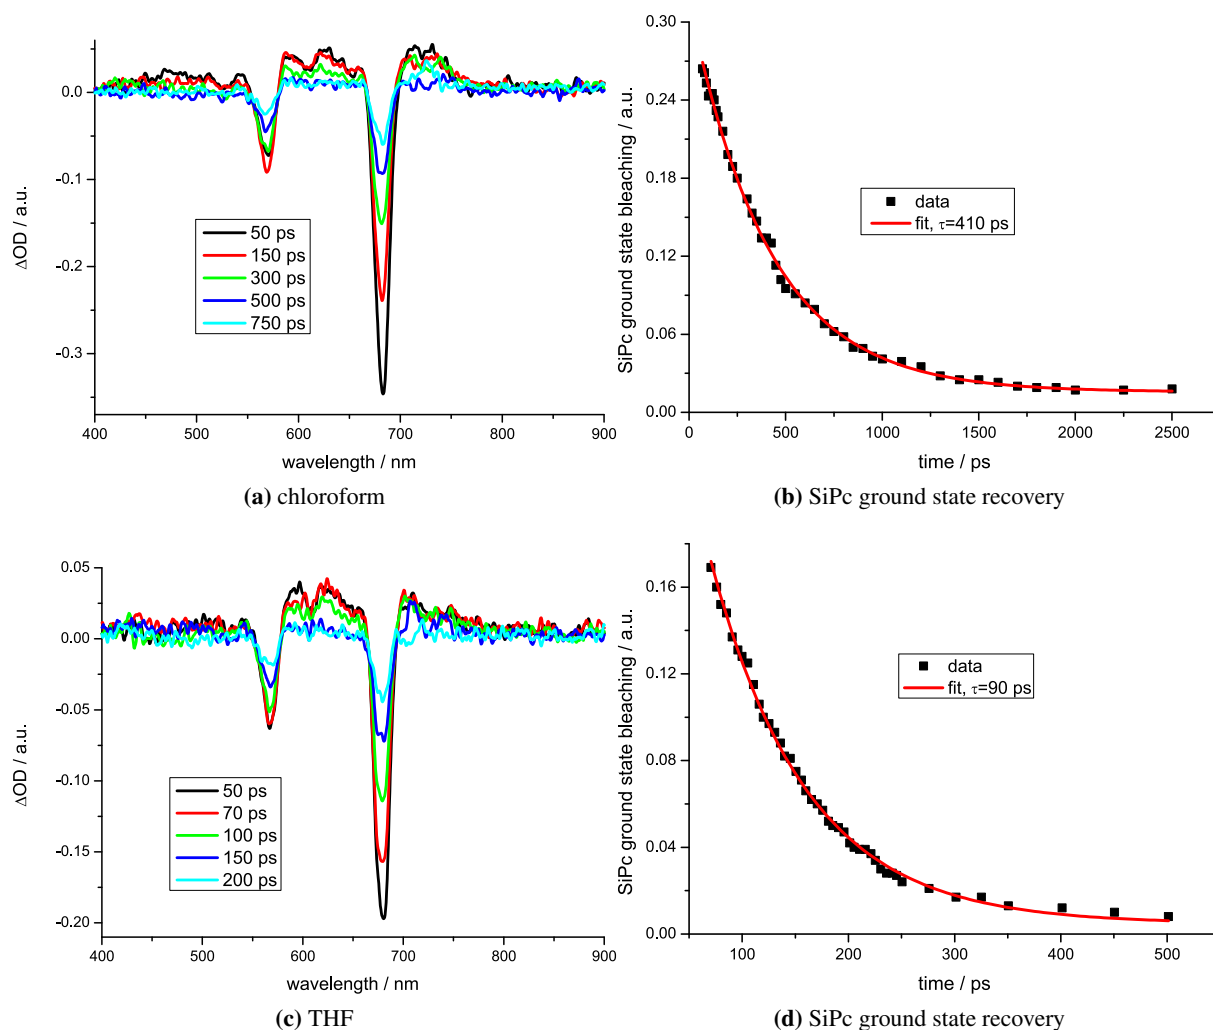 0.0
-0.1
-0.2
-0.3
ΔOD / a.u.
50 ps
150 ps
300 ps
500 ps
750 ps
400 500 600 700 800 900
wavelength / nm
(a) chloroform
0.30
0.24
0.18
0.12
0.06
0.00
SiPc ground state bleaching / a.u.
data
fit, τ=410 ps
0 500 1000 1500 2000 2500
time / ps
(b) SiPc ground state recovery
0.05
0.00
-0.05
-0.10
-0.15
-0.20
ΔOD / a.u.
50 ps
70 ps
100 ps
150 ps
200 ps
400 500 600 700 800 900
wavelength / nm
(c) THF
0.16
0.12
0.08
0.04
0.00
SiPc ground state bleaching / a.u.
data
fit, τ=90 ps
100 200 300 400 500
time / ps
(d) SiPc ground state recovery